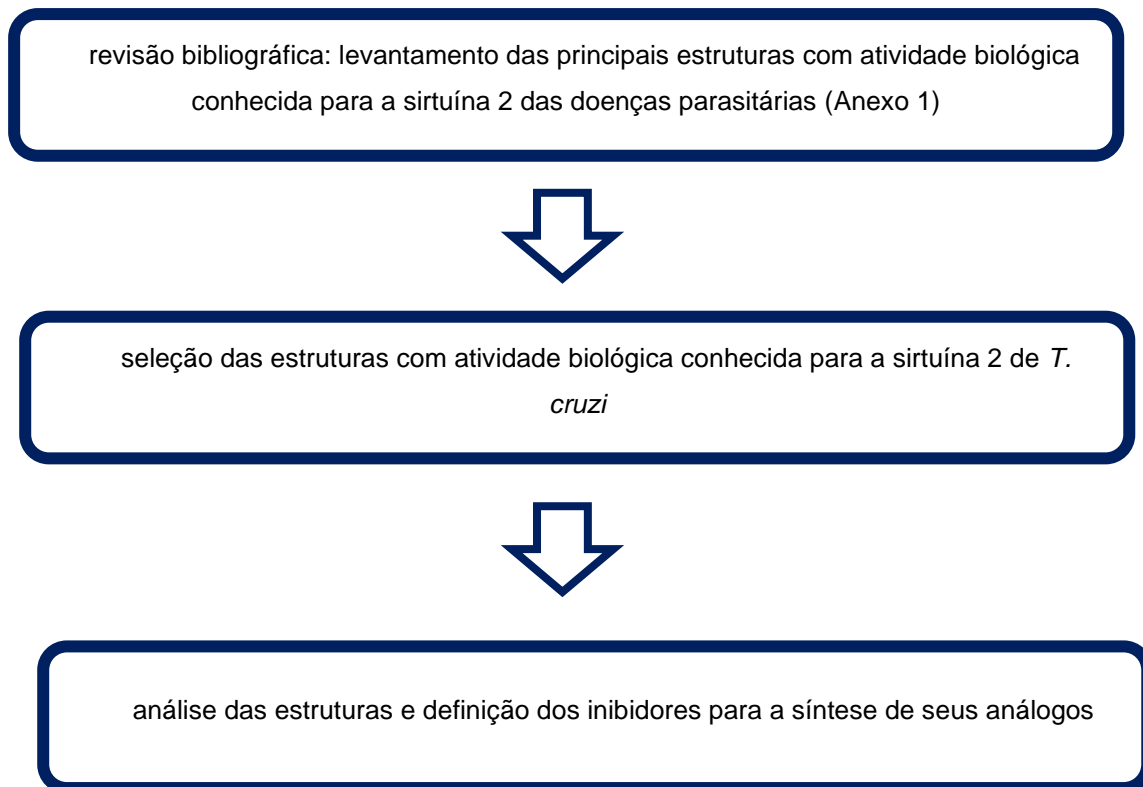 revisão bibliográfica: levantamento das principais estruturas com atividade biológica
conhecida para a sirtuína 2 das doenças parasitárias (Anexo 1)
seleção das estruturas com atividade biológica conhecida para a sirtuína 2 de T.
cruzi
análise das estruturas e definição dos inibidores para a síntese de seus análogos